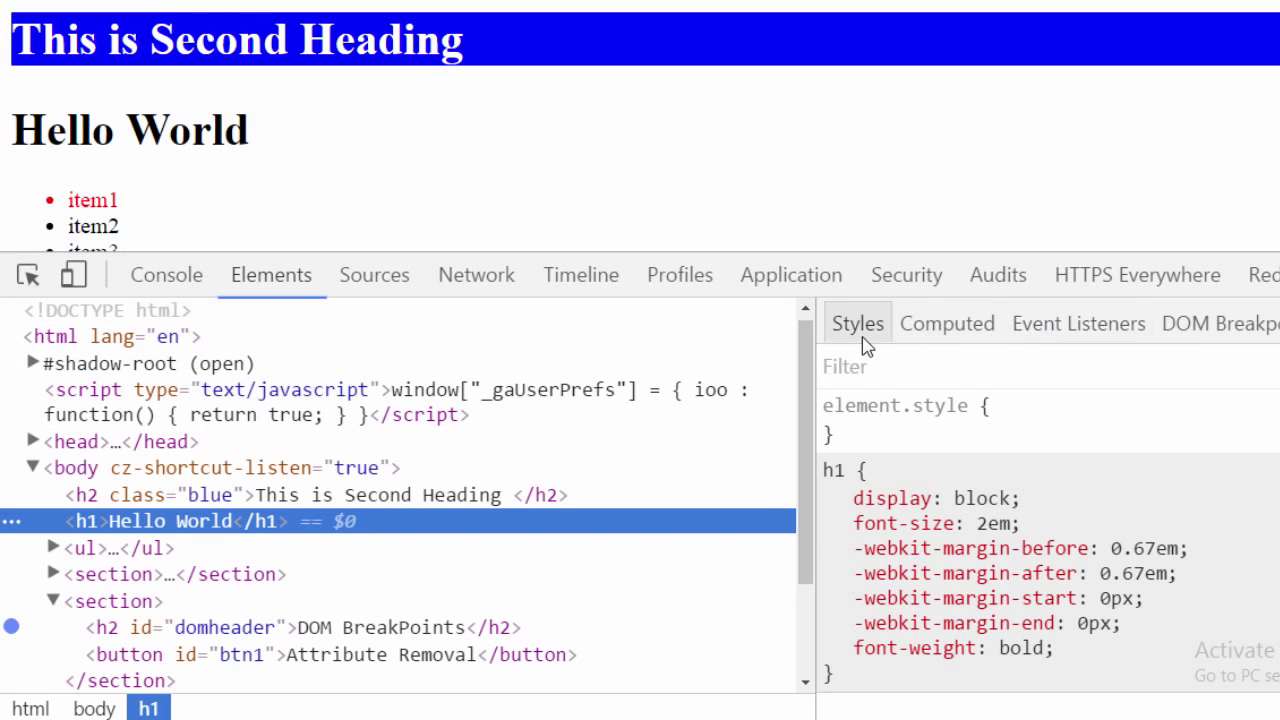 This is Second Heading
Hello World
item1
item2
item3
Console Elements Sources Network Timeline Profiles Application Security Audits HTTPS Everywhere Red
<!DOCTYPE html>
<html lang="en">
#shadow-root (open)
<script type="text/javascript">window["_gaUserPrefs"] = { ioo :
function() { return true; } }</script>
<head>…</head>
<body cz-shortcut-listen="true">
<h2 class="blue">This is Second Heading </h2>
… <h1>Hello World</h1> == $0
<ul>…</ul>
<section>…</section>
<section>
<h2 id="domheader">DOM BreakPoints</h2>
<button id="btn1">Attribute Removal</button>
</section>
html body h1
Styles Computed Event Listeners DOM Breakp
Filter
element.style {
}
h1 {
display: block;
font-size: 2em;
-webkit-margin-before: 0.67em;
-webkit-margin-after: 0.67em;
-webkit-margin-start: 0px;
-webkit-margin-end: 0px;
font-weight: bold;
}
Activate
Go to PC se